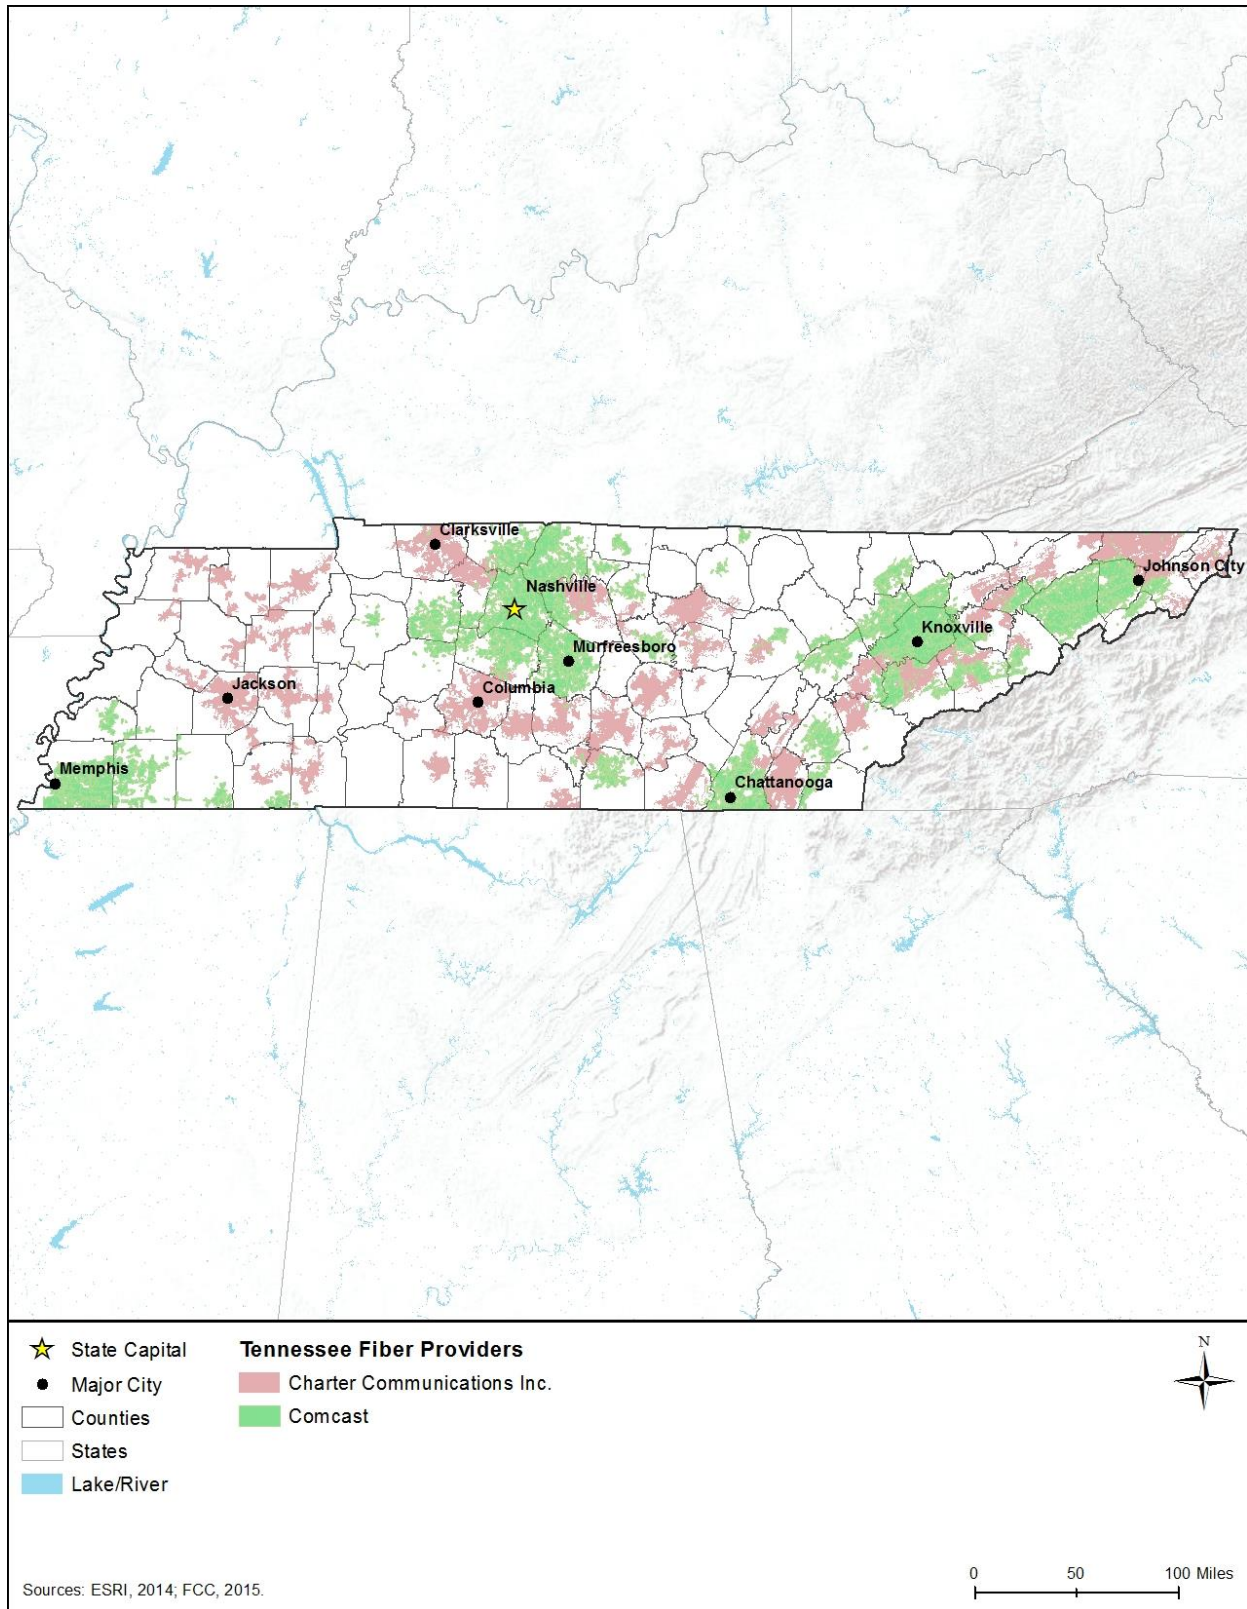 Clarksville
Johnson City
Nashville
Knoxville
Murfreesboro
Jackson
Columbia
Memphis
Chattanooga
State Capital
Major City
Counties
States
Lake/River
Tennessee Fiber Providers
Charter Communications Inc.
Comcast
N
Sources: ESRI, 2014; FCC, 2015.
0 50 100 Miles